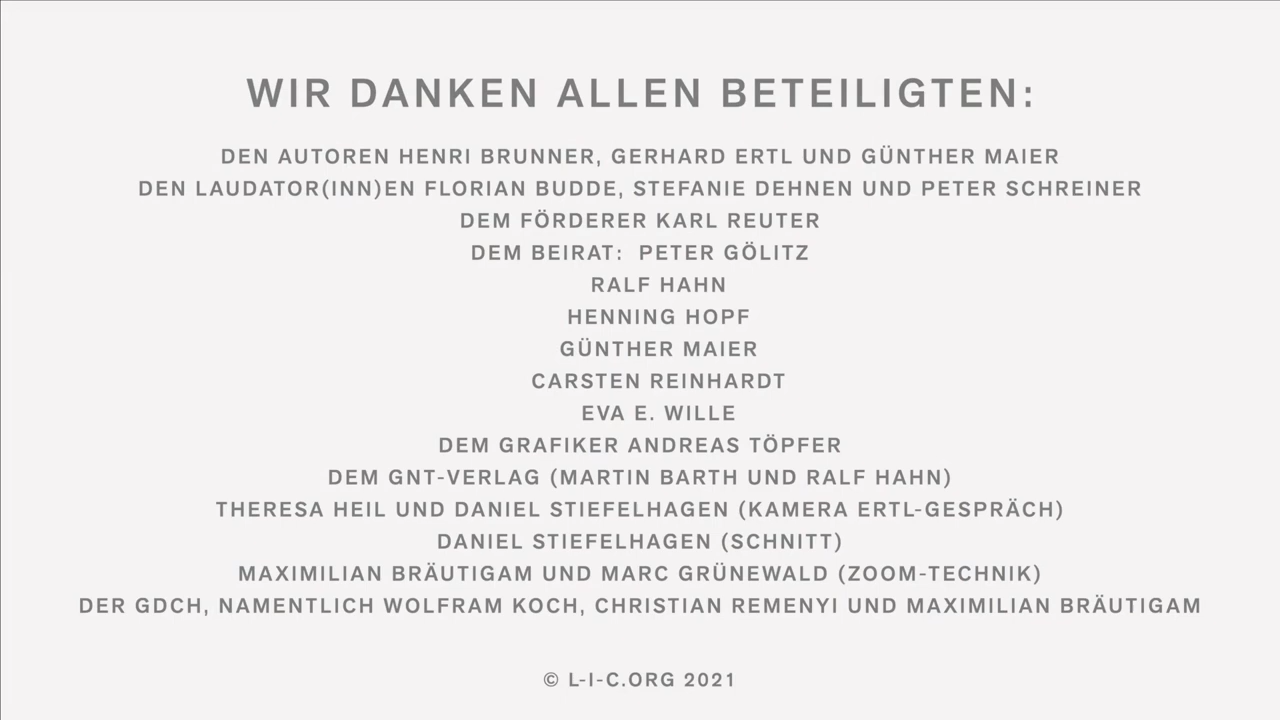 WIR DANKEN ALLEN BETEILIGTEN:
DEN AUTOREN HENRI BRUNNER, GERHARD ERTL UND GÜNTHER MAIER
DEN LAUDATOR(INN)EN FLORIAN BUDDE, STEFANIE DEHNEN UND PETER SCHREINER
DEM FÖRDERER KARL REUTER
DEM BEIRAT: PETER GÖLITZ
RALF HAHN
HENNING HOPF
GÜNTHER MAIER
CARSTEN REINHARDT
EVA E. WILLE
DEM GRAFIKER ANDREAS TÖPFER
DEM GNT-VERLAG (MARTIN BARTH UND RALF HAHN)
THERESA HEIL UND DANIEL STIEFELHAGEN (KAMERA ERTL-GESPRÄCH)
DANIEL STIEFELHAGEN (SCHNITT)
MAXIMILIAN BRÄUTIGAM UND MARC GRÜNEWALD (ZOOM-TECHNIK)
DER GDCH, NAMENTLICH WOLFRAM KOCH, CHRISTIAN REMENYI UND MAXIMILIAN BRÄUTIGAM
© L-I-C.ORG 2021